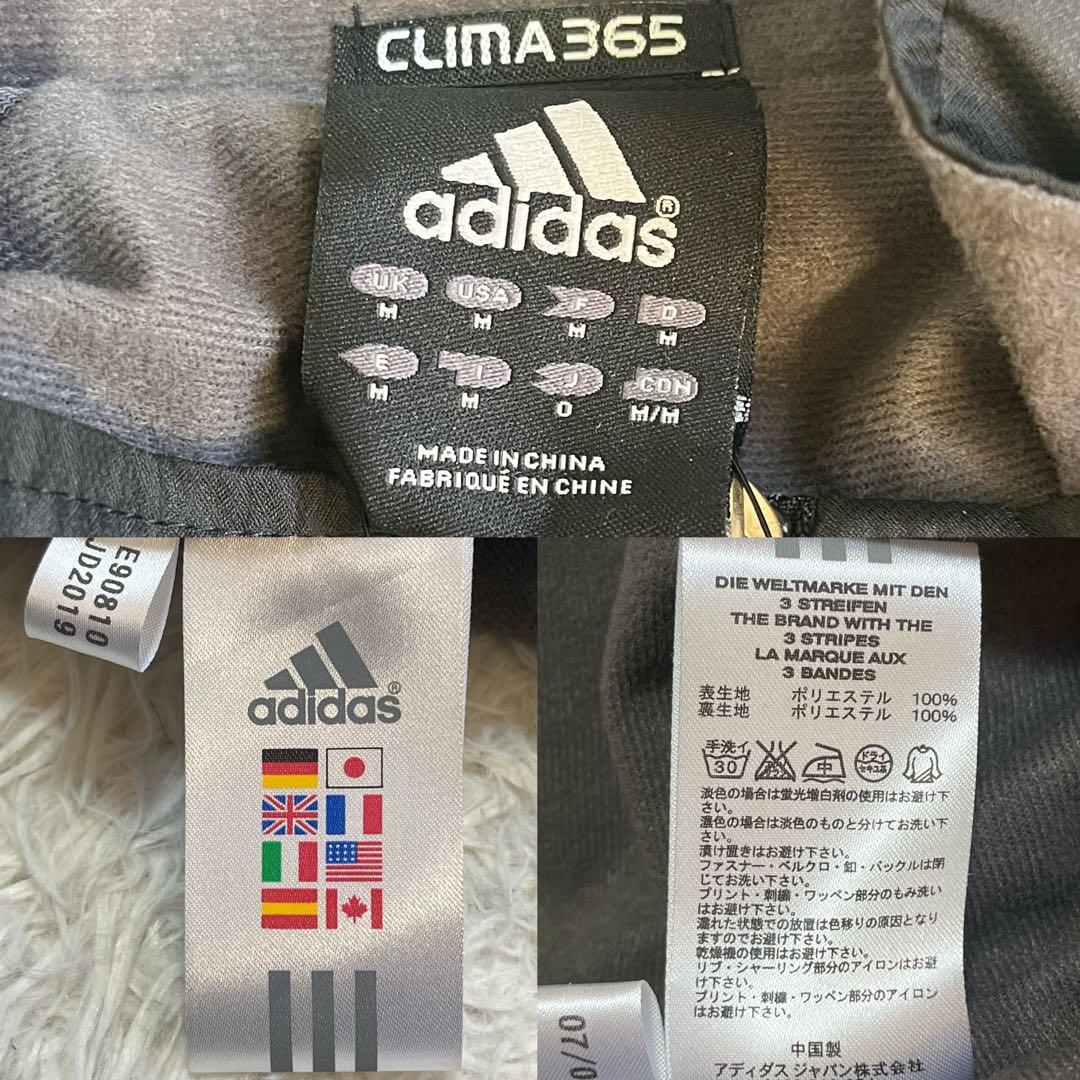 CLIMA365
adidas®
UK USA F D
M M M M
E I J CDN
M M O M/M
MADE IN CHINA
FABRIQUÉ EN CHINE
E90810
JD2019
adidas®
DIE WELTMARKE MIT DEN
3 STREIFEN
THE BRAND WITH THE
3 STRIPES
LA MARQUE AUX
3 BANDES
表生地 ポリエステル 100%
裏生地 ポリエステル 100%
手洗イ
30
中
ドライ
セキユ系
淡色の場合は蛍光増白剤の使用はお避け下
さい。
濃色の場合は淡色のものと分けてお洗い下
さい。
漬け置きはお避け下さい。
ファスナー・ベルクロ・釦・バックルは閉
じてお洗い下さい。
プリント・刺繍・ワッペン部分のもみ洗い
はお避け下さい。
濡れた状態での放置は色移りの原因となり
ますのでお避け下さい。
乾燥機の使用はお避け下さい。
リブ・シャーリング部分のアイロンはお避
け下さい。
プリント・刺繍・ワッペン部分のアイロン
はお避け下さい。
中国製
アディダスジャパン株式会社
07/0